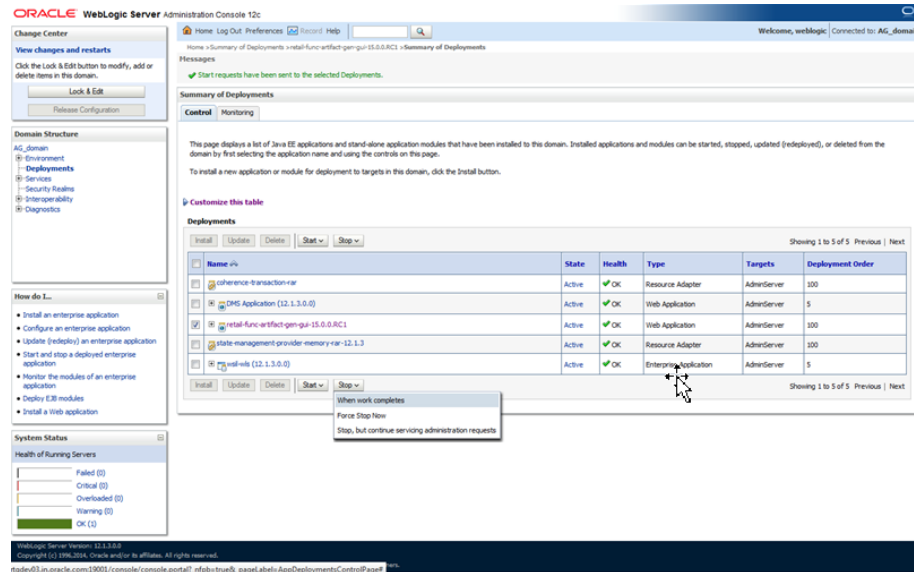 ORACLE WebLogic Server Administration Console 12c
Change Center
View changes and restarts
Click the Lock & Edit button to modify, add or
delete items in this domain.
Lock & Edit
Release Configuration
Domain Structure
AG_domain
Environment
Deployments
Services
Security Realms
Interoperability
Diagnostics
How do I...
Install an enterprise application
Configure an enterprise application
Update (redeploy) an enterprise application
Start and stop a deployed enterprise
application
Monitor the modules of an enterprise
application
Deploy EJB modules
Install a Web application
System Status
Health of Running Servers
Failed (0)
Critical (0)
Overloaded (0)
Warning (0)
OK (1)
Home Log Out Preferences Record Help
Welcome, weblogic Connected to: AG_domai
Home >Summary of Deployments >retail-func-artifact-gen-gui-15.0.0.RC1 >Summary of Deployments
Messages
Start requests have been sent to the selected Deployments.
Summary of Deployments
Control Monitoring
This page displays a list of Java EE applications and stand-alone application modules that have been installed to this domain. Installed applications and modules can be started, stopped, updated (redeployed), or deleted from the
domain by first selecting the application name and using the controls on this page.
To install a new application or module for deployment to targets in this domain, click the Install button.
Customize this table
Deployments
Install Update Delete Start Stop Showing 1 to 5 of 5 Previous | Next
Name State Health Type Targets Deployment Order
coherence-transaction-rar Active OK Resource Adapter AdminServer 100
DMS Application (12.1.3.0.0) Active OK Web Application AdminServer 5
retail-func-artifact-gen-gui-15.0.0.RC1 Active OK Web Application AdminServer 100
state-management-provider-memory-rar-12.1.3 Active OK Resource Adapter AdminServer 100
wsil-wls (12.1.3.0.0) Active OK Enterprise Application AdminServer 5
Install Update Delete Start Stop Showing 1 to 5 of 5 Previous | Next
When work completes
Force Stop Now
Stop, but continue servicing administration requests
WebLogic Server Version: 12.1.3.0.0
Copyright (c) 1996,2014, Oracle and/or its affiliates. All rights reserved.